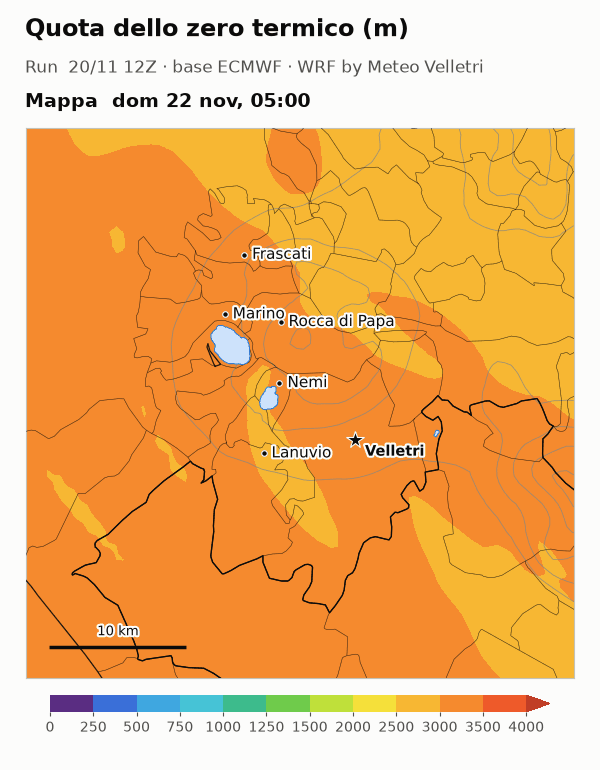 Quota dello zero termico (m)
Run  20/11 12Z · base ECMWF · WRF by Meteo Velletri
Mappa  dom 22 nov, 05:00
Frascati
Marino
Rocca di Papa
Nemi
Velletri
Lanuvio
10 km
0 250 500 750 1000 1250 1500 2000 2500 3000 3500 4000